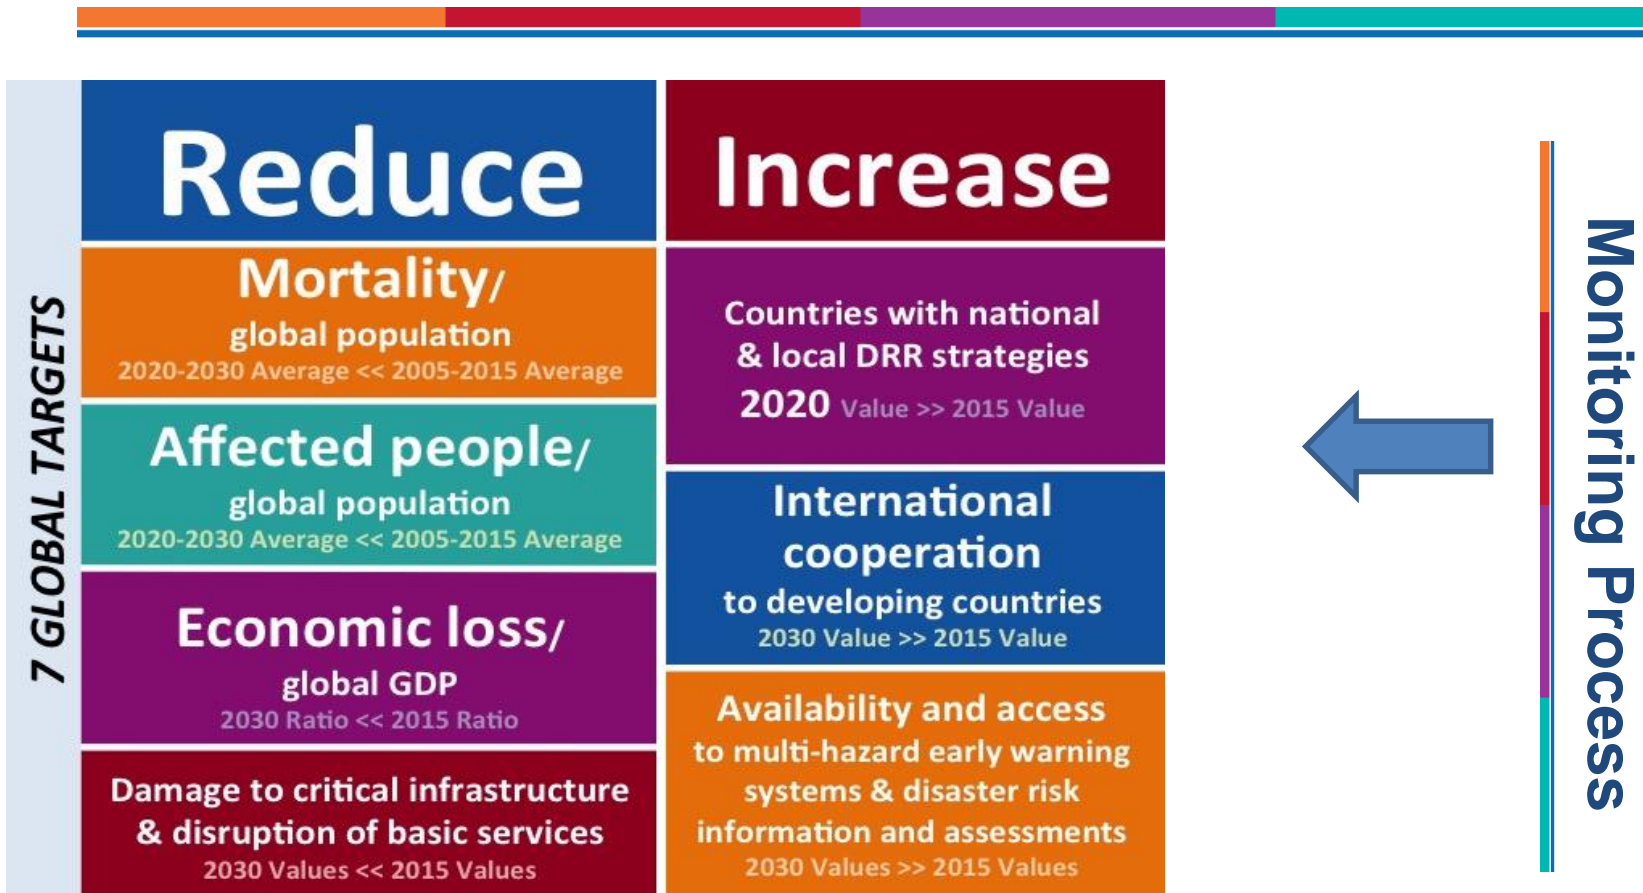 7 GLOBAL TARGETS
Reduce
Mortality/
global population
2020-2030 Average << 2005-2015 Average
Affected people/
global population
2020-2030 Average << 2005-2015 Average
Economic loss/
global GDP
2030 Ratio << 2015 Ratio
Damage to critical infrastructure
& disruption of basic services
2030 Values << 2015 Values
Increase
Countries with national
& local DRR strategies
2020 Value >> 2015 Value
International
cooperation
to developing countries
2030 Value >> 2015 Value
Availability and access
to multi-hazard early warning
systems & disaster risk
information and assessments
2030 Values >> 2015 Values
Monitoring Process